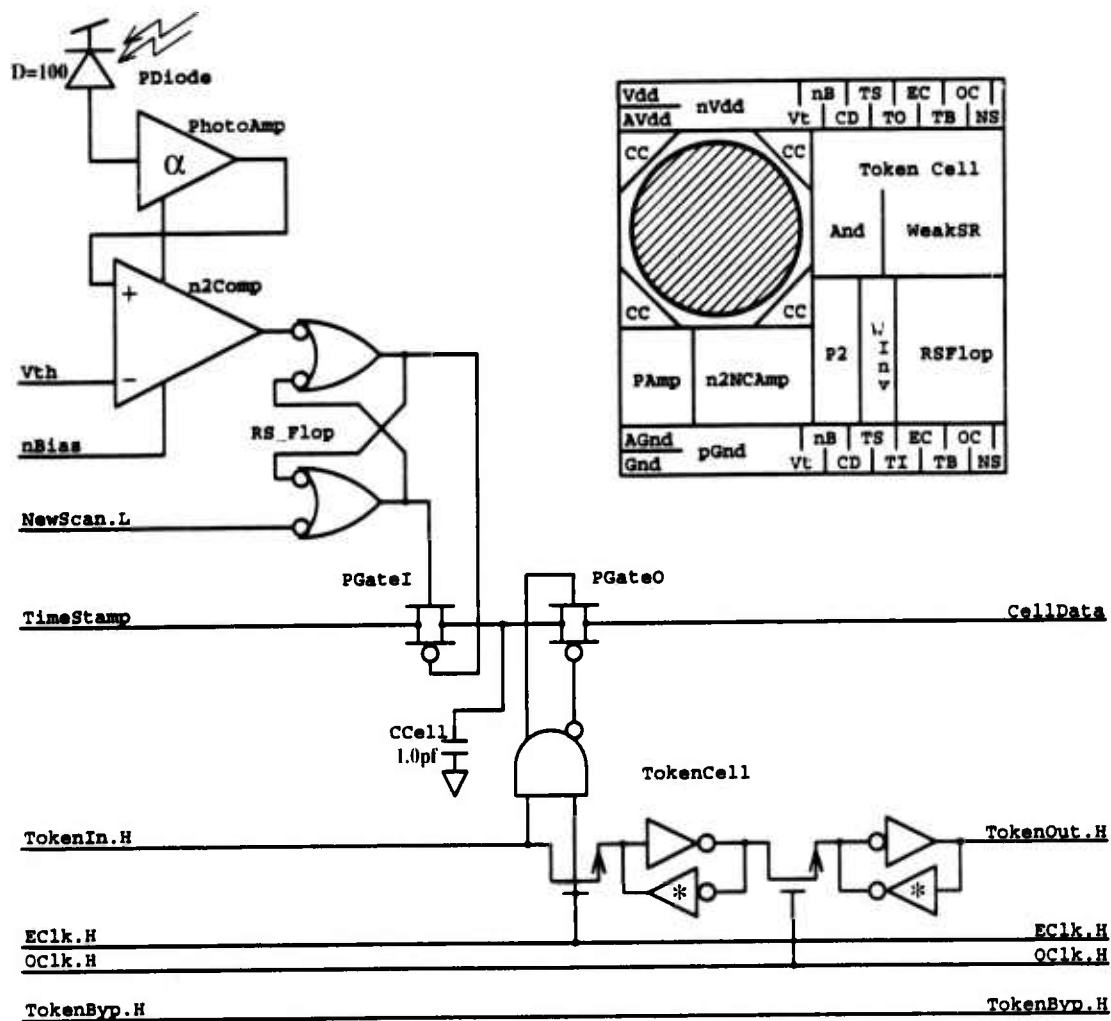 D=100
PDiode
PhotoAmp
α
n2Comp
+
Vth
−
nBias
RS_Flop
NewScan.L
PGateI
PGateO
TimeStamp
CellData
CCell
1.0pf
TokenCell
TokenIn.H
TokenOut.H
*
*
EClk.H
EClk.H
OClk.H
OClk.H
TokenByp.H
TokenByp.H
Vdd
nVdd
nB TS EC OC
AVdd
Vt CD TO TB NS
CC
CC
Token Cell
And
WeakSR
CC
CC
P2
WInv
RSFlop
PAmp
n2NCAmp
AGnd
pGnd
nB TS EC OC
Gnd
Vt CD TI TB NS